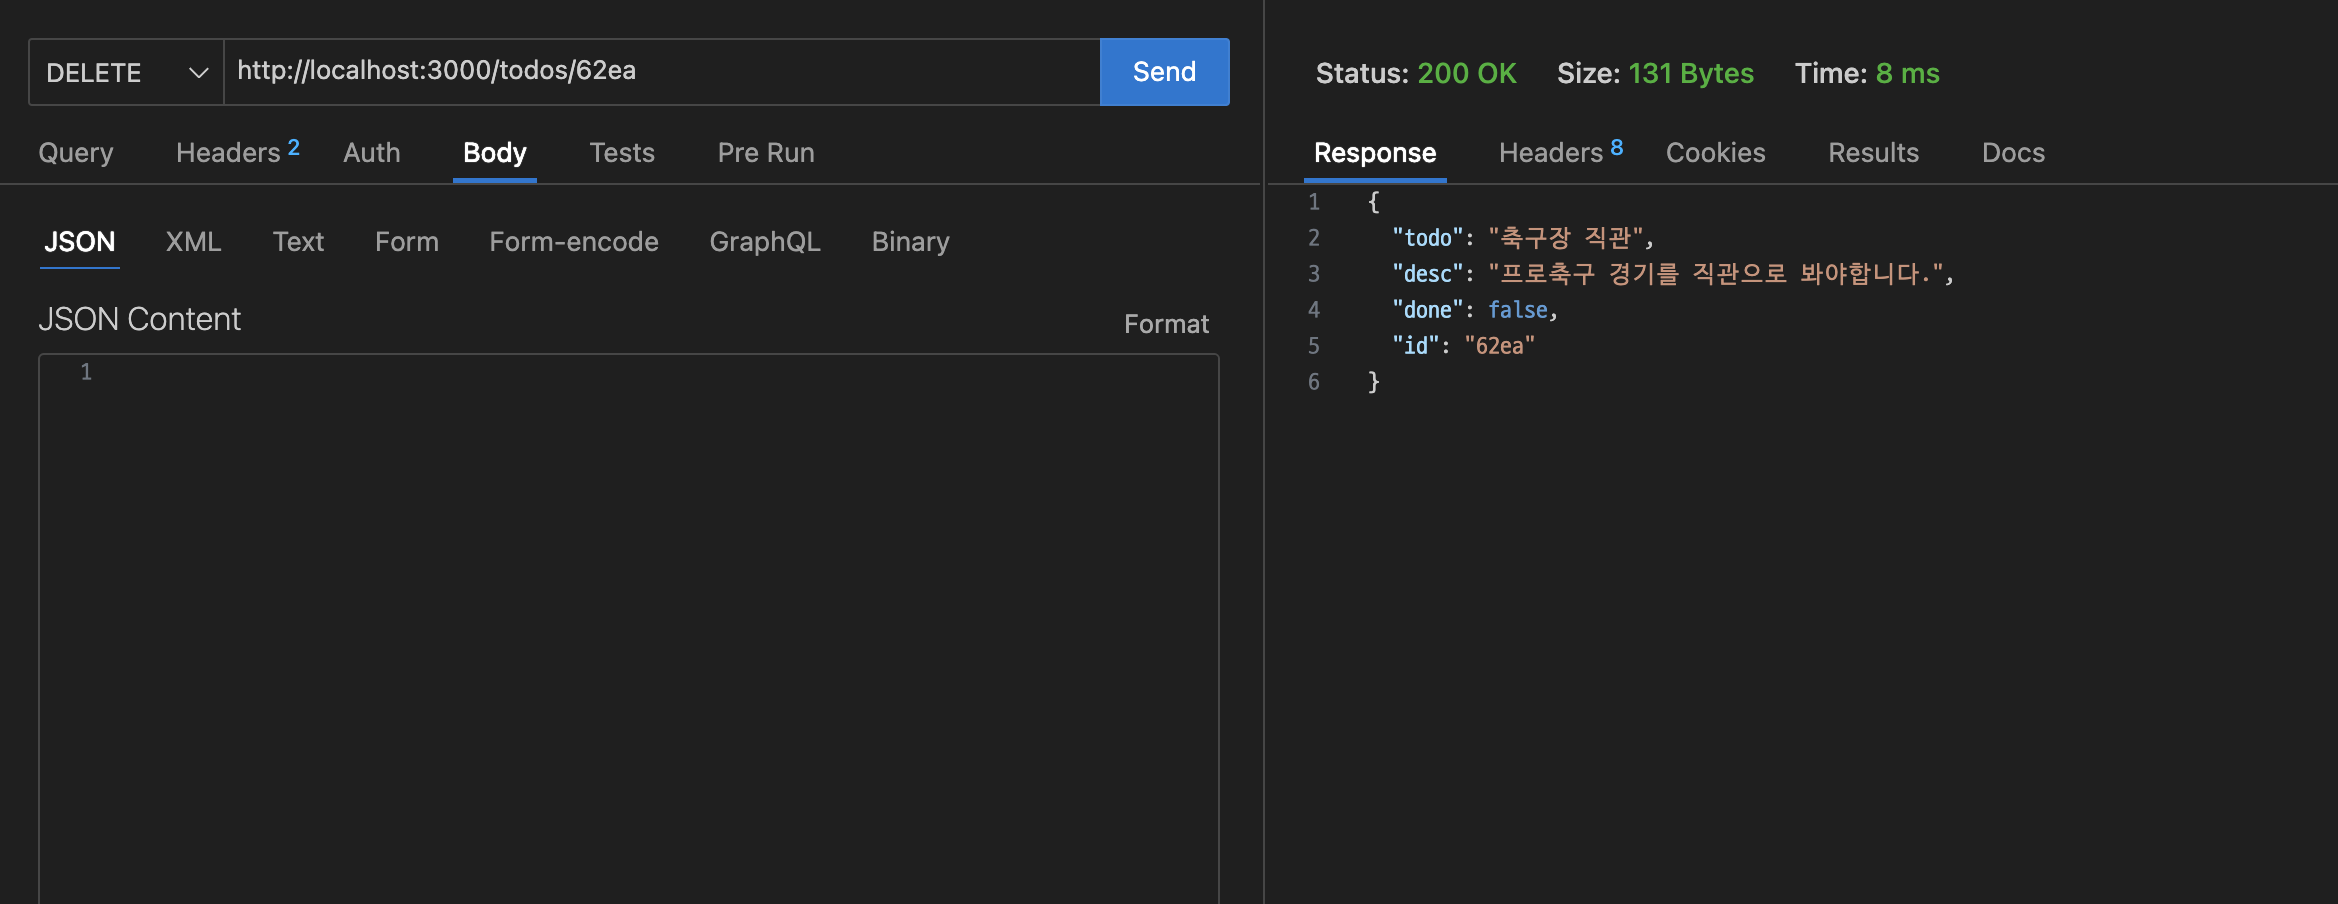 DELETE http://localhost:3000/todos/62ea Send
Query Headers 2 Auth Body Tests Pre Run
JSON XML Text Form Form-encode GraphQL Binary
JSON Content Format
1
Status: 200 OK Size: 131 Bytes Time: 8 ms
Response Headers 8 Cookies Results Docs
1 {
2 "todo": "축구장 직관",
3 "desc": "프로축구 경기를 직관으로 봐야합니다.",
4 "done": false,
5 "id": "62ea"
6 }